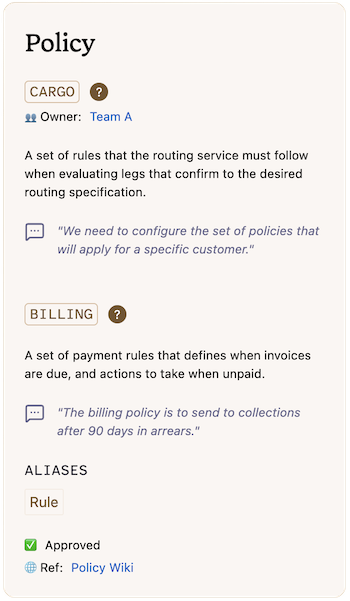 Policy
CARGO ?
👥 Owner: Team A
A set of rules that the routing service must follow
when evaluating legs that confirm to the desired
routing specification.
"We need to configure the set of policies that
will apply for a specific customer."
BILLING ?
A set of payment rules that defines when invoices
are due, and actions to take when unpaid.
"The billing policy is to send to collections
after 90 days in arrears."
ALIASES
Rule
✅ Approved
🌐 Ref: Policy Wiki